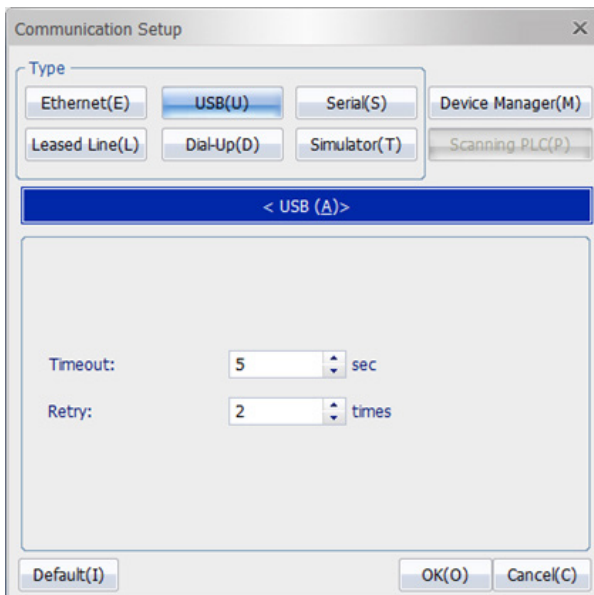 Communication Setup
Type
Ethernet(E) USB(U) Serial(S) Device Manager(M)
Leased Line(L) Dial-Up(D) Simulator(T) Scanning PLC(P)
< USB (A)>
Timeout: 5 sec
Retry: 2 times
Default(I) OK(O) Cancel(C)